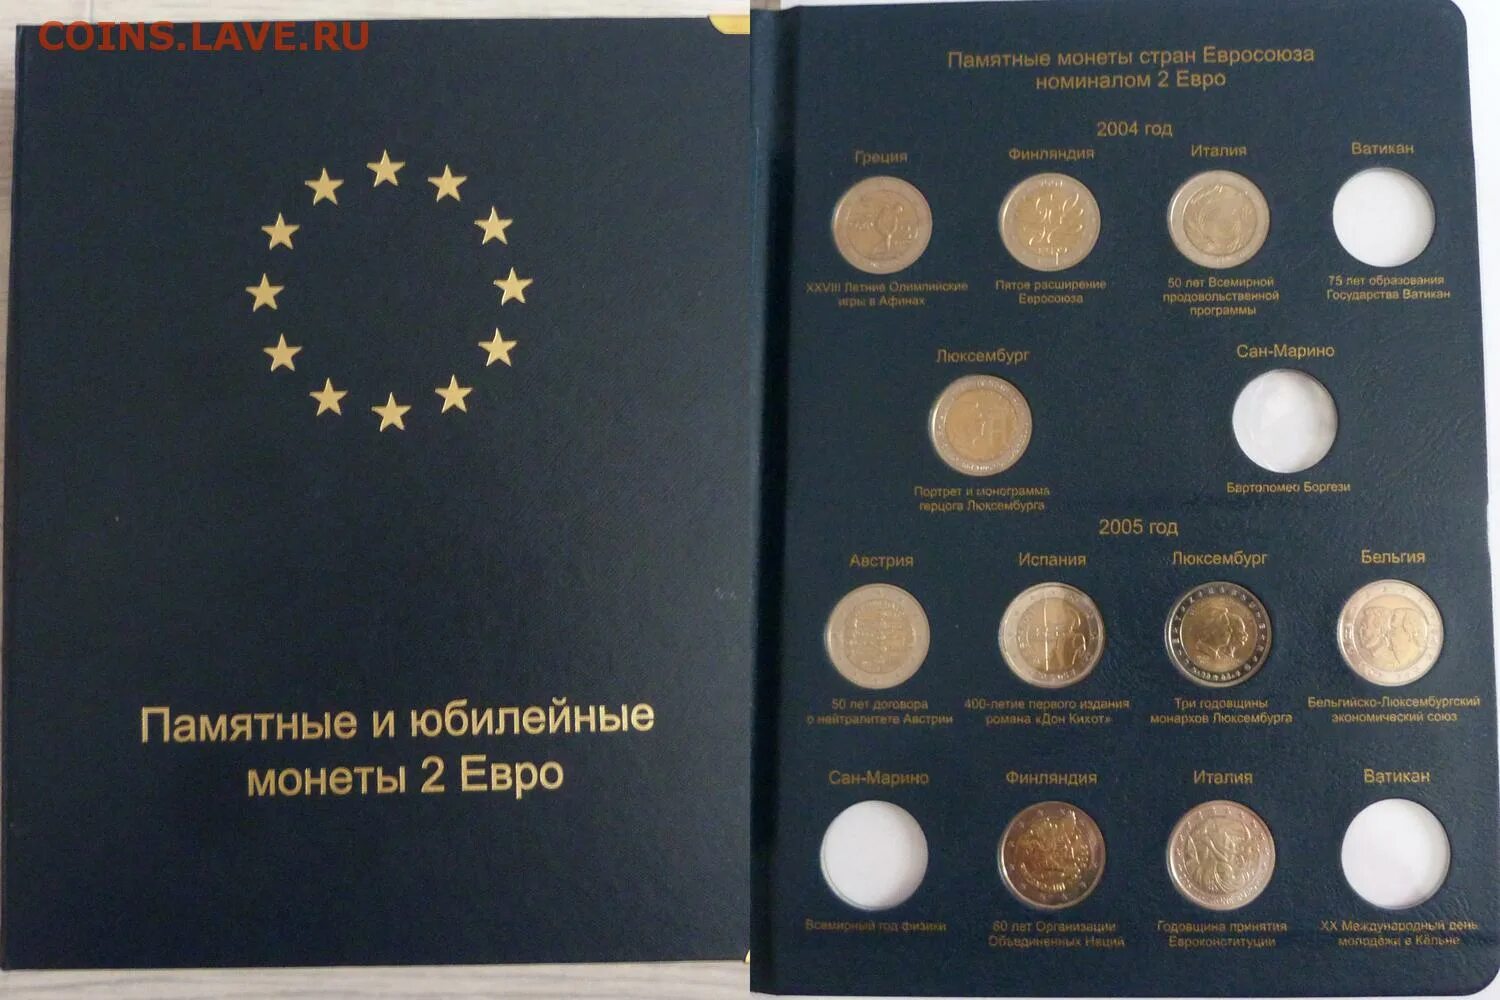 COINS.LAVE.RU
Памятные и юбилейные
монеты 2 Евро
Памятные монеты стран Евросоюза
номиналом 2 Евро
2004 год
Греция
Финляндия
Италия
Ватикан
XXVIII Летние Олимпийские
игры в Афинах
Пятое расширение
Евросоюза
50 лет Всемирной
продовольственной
программы
75 лет образования
Государства Ватикан
Люксембург
Сан-Марино
Портрет и монограмма
герцога Люксембурга
Бартоломео Боргези
2005 год
Австрия
Испания
Люксембург
Бельгия
50 лет договора
о нейтралитете Австрии
400-летие первого издания
романа «Дон Кихот»
Три годовщины
монархов Люксембурга
Бельгийско-Люксембургский
экономический союз
Сан-Марино
Финляндия
Италия
Ватикан
Всемирный год физики
60 лет Организации
Объединенных Наций
Годовщина принятия
Евроконституции
XX Международный день
молодёжи в Кёльне